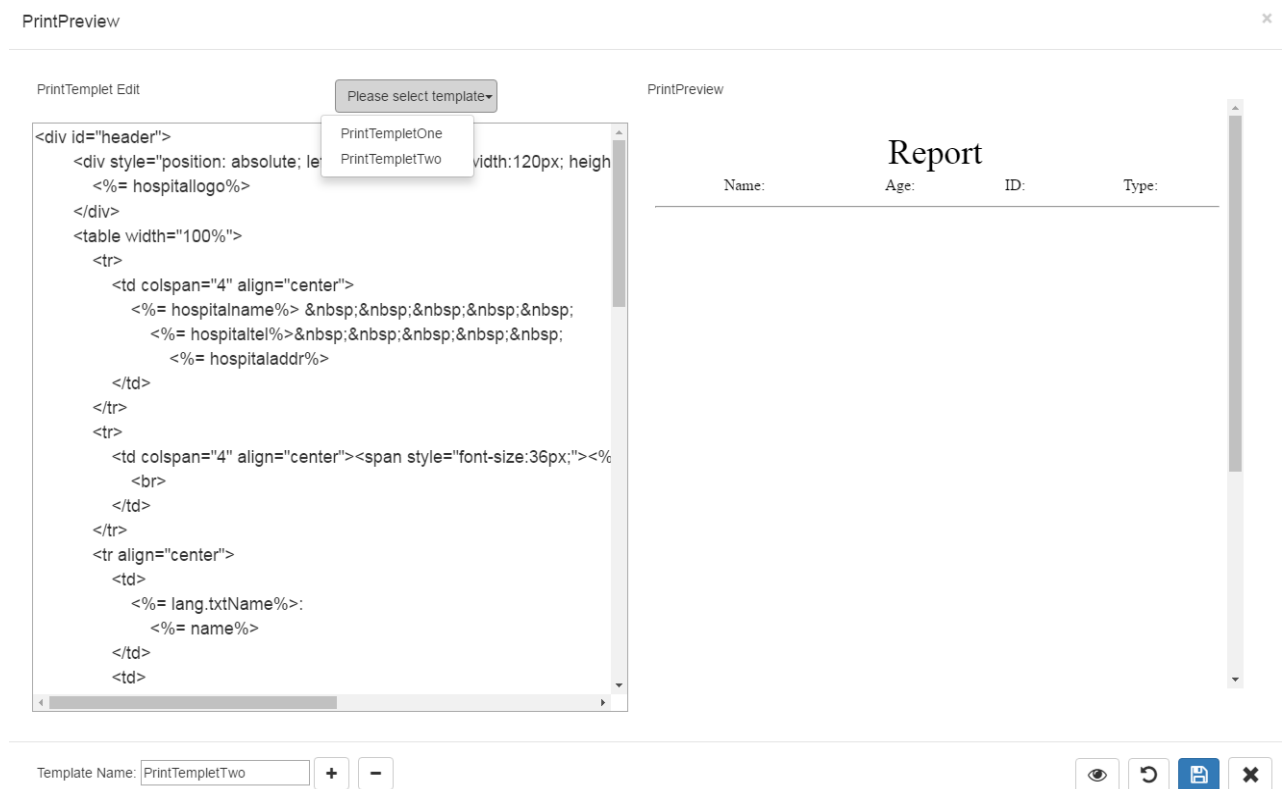 PrintPreview
PrintTemplet Edit
Please select template
PrintTempletOne
PrintTempletTwo
<div id="header">
<div style="position: absolute; le
width:120px; heigh
<%= hospitallogo%>
</div>
<table width="100%">
<tr>
<td colspan="4" align="center">
<%= hospitalname%> &nbsp;&nbsp;&nbsp;&nbsp;&nbsp;
<%= hospitaltel%>&nbsp;&nbsp;&nbsp;&nbsp;&nbsp;
<%= hospitaladdr%>
</td>
</tr>
<tr>
<td colspan="4" align="center"><span style="font-size:36px;"><%
<br>
</td>
</tr>
<tr align="center">
<td>
<%= lang.txtName%>:
<%= name%>
</td>
<td>
PrintPreview
Report
Name: Age: ID: Type:
Template Name: PrintTempletTwo